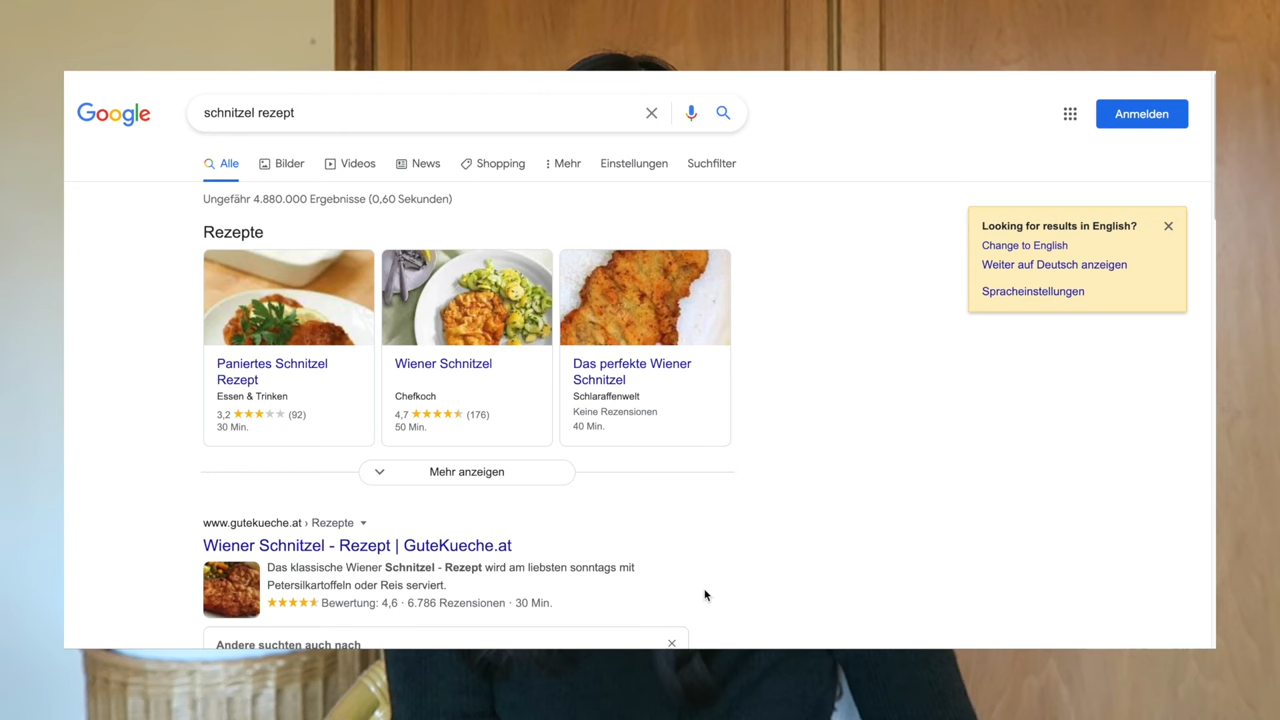 Google
schnitzel rezept
Anmelden
Alle
Bilder
Videos
News
Shopping
Mehr
Einstellungen
Suchfilter
Ungefähr 4.880.000 Ergebnisse (0,60 Sekunden)
Looking for results in English?
Change to English
Weiter auf Deutsch anzeigen
Spracheinstellungen
Rezepte
Paniertes Schnitzel
Rezept
Essen & Trinken
3,2 (92)
30 Min.
Wiener Schnitzel
Chefkoch
4,7 (176)
50 Min.
Das perfekte Wiener
Schnitzel
Schlaraffenwelt
Keine Rezensionen
40 Min.
Mehr anzeigen
www.gutekueche.at › Rezepte
Wiener Schnitzel - Rezept | GuteKueche.at
Das klassische Wiener Schnitzel - Rezept wird am liebsten sonntags mit
Petersilkartoffeln oder Reis serviert.
Bewertung: 4,6 · 6.786 Rezensionen · 30 Min.
Andere suchten auch nach